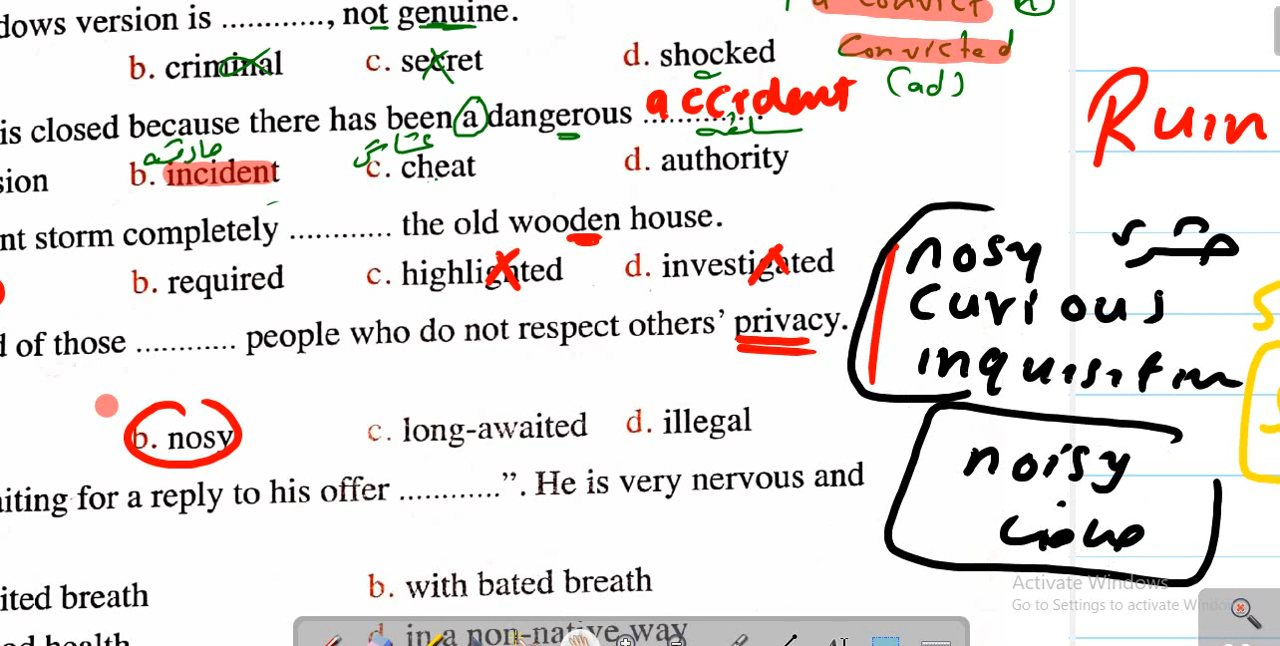 dows version is ............, not genuine.
b. criminal c. secret d. shocked
a convict n
Convicted
(ad)
is closed because there has been a dangerous ............
accident
Ruin
sion b. incident c. cheat d. authority
nt storm completely ............ the old wooden house.
b. required c. highlighted d. investigated
nosy
curious
d of those ............ people who do not respect others' privacy.
b. nosy c. long-awaited d. illegal
noisy
aiting for a reply to his offer ............". He is very nervous and
ited breath b. with bated breath
d. in a non-native way
Activate Windows
Go to Settings to activate Windows